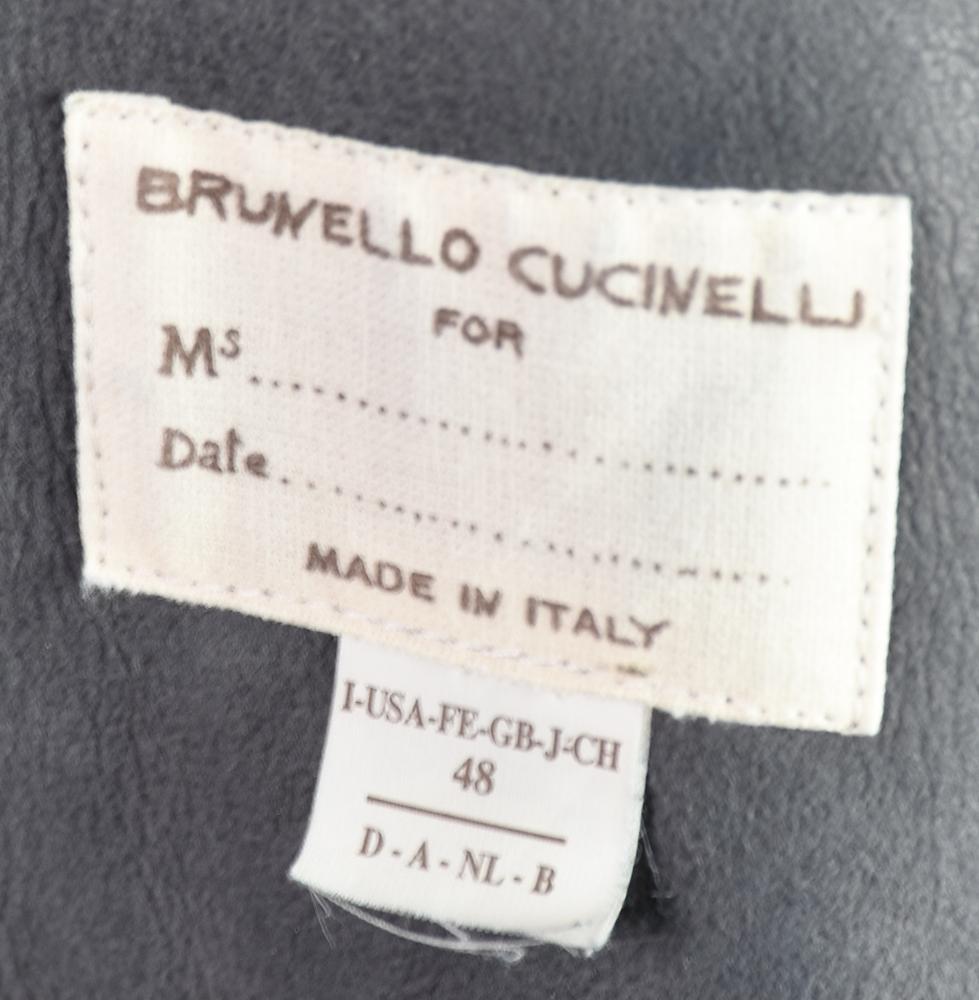 BRUNELLO CUCINELLI
FOR
Ms..............................
Date..............................
MADE IN ITALY
I-USA-FE-GB-J-CH
48
D - A - NL - B